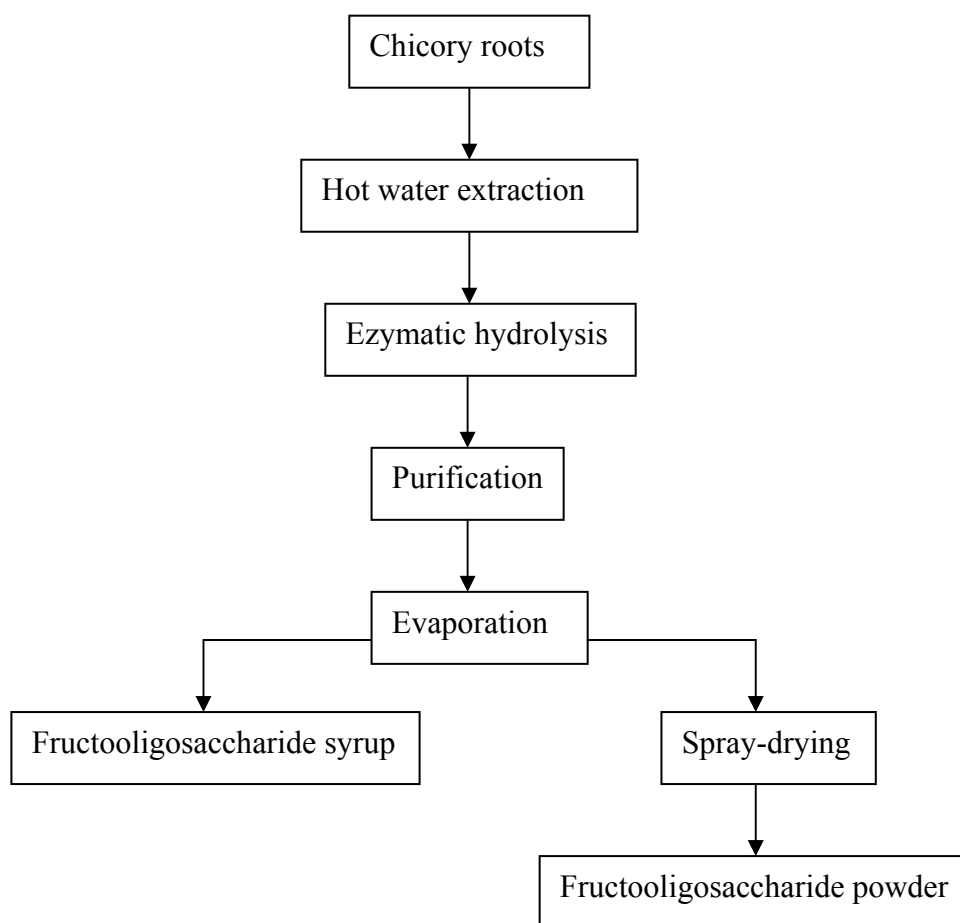 Chicory roots
Hot water extraction
Ezymatic hydrolysis
Purification
Evaporation
Fructooligosaccharide syrup
Spray-drying
Fructooligosaccharide powder